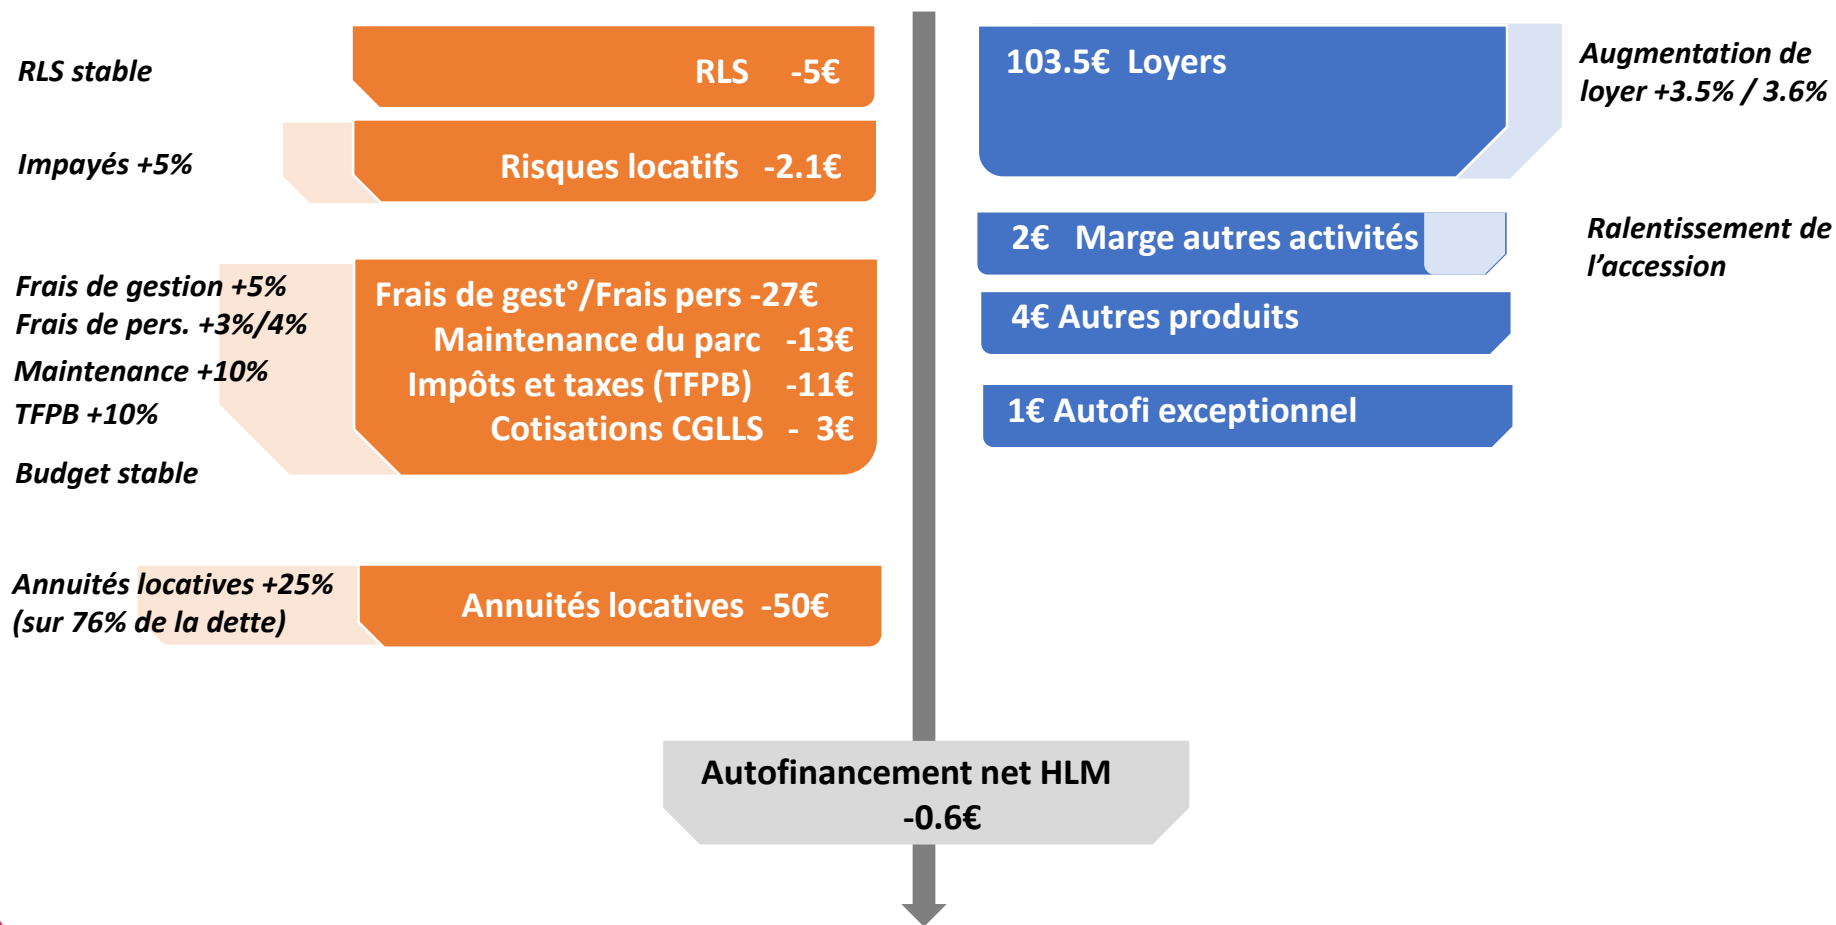 RLS stable
RLS -5€
Impayés +5%
Risques locatifs -2.1€
Frais de gestion +5%
Frais de pers. +3%/4%
Maintenance +10%
TFPB +10%
Budget stable
Frais de gest°/Frais pers -27€
Maintenance du parc -13€
Impôts et taxes (TFPB) -11€
Cotisations CGLLS - 3€
Annuités locatives +25%
(sur 76% de la dette)
Annuités locatives -50€
103.5€ Loyers
Augmentation de
loyer +3.5% / 3.6%
2€ Marge autres activités
Ralentissement de
l’accession
4€ Autres produits
1€ Autofi exceptionnel
Autofinancement net HLM
-0.6€